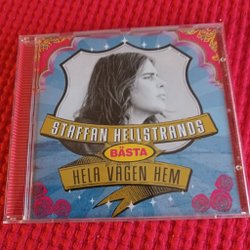 STAFFAN HELLSTRANDS
BÄSTA
HELA VÄGEN HEM